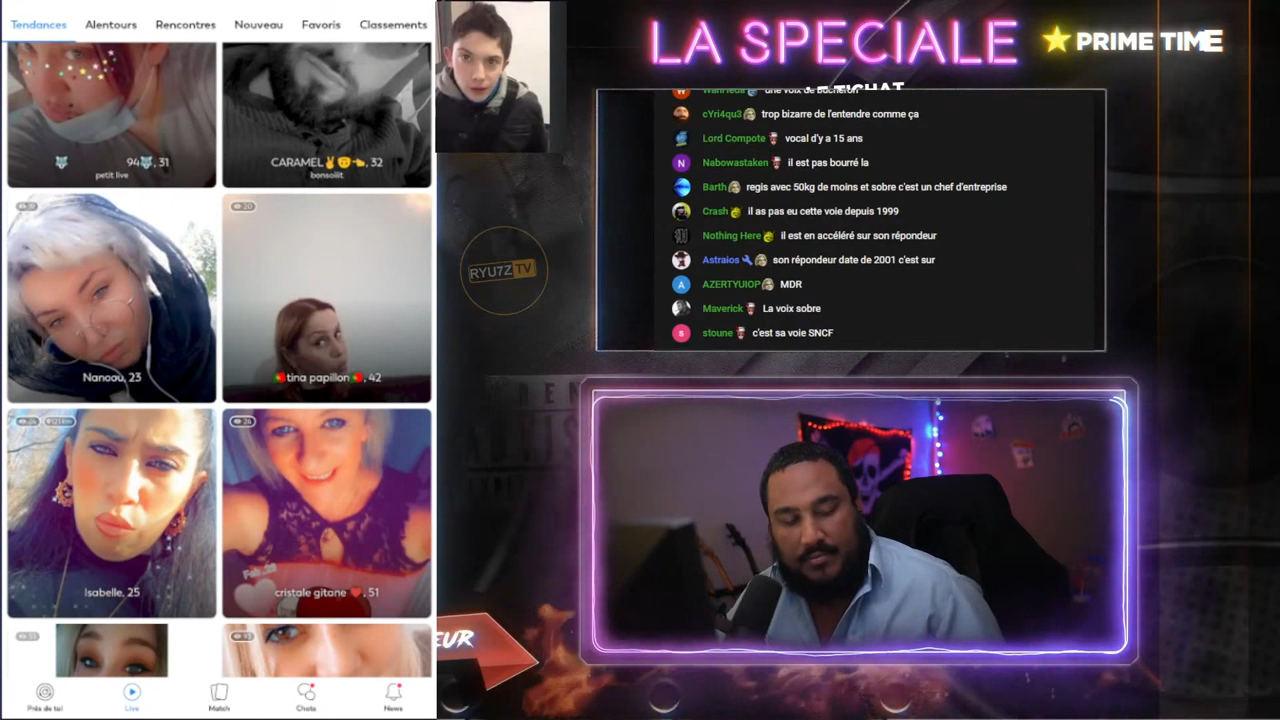 Tendances Alentours Rencontres Nouveau Favoris Classements
94, 31
petit live
CARAMEL , 32
bonsoiiit
20
Nanoou, 23
tina papillon , 42
26
Isabelle, 25
cristale gitane , 51
Près de toi Live Match Chats News
LA SPECIALE
PRIME TIME
cYri4qu3 trop bizarre de l'entendre comme ça
Lord Compote vocal d'y a 15 ans
N Nabowastaken il est pas bourré la
Barth regis avec 50kg de moins et sobre c'est un chef d'entreprise
Crash il as pas eu cette voie depuis 1999
Nothing Here il est en accéléré sur son répondeur
Astraios son répondeur date de 2001 c'est sur
A AZERTYUIOP MDR
Maverick La voix sobre
s stoune c'est sa voie SNCF
RYU7Z TV
EUR